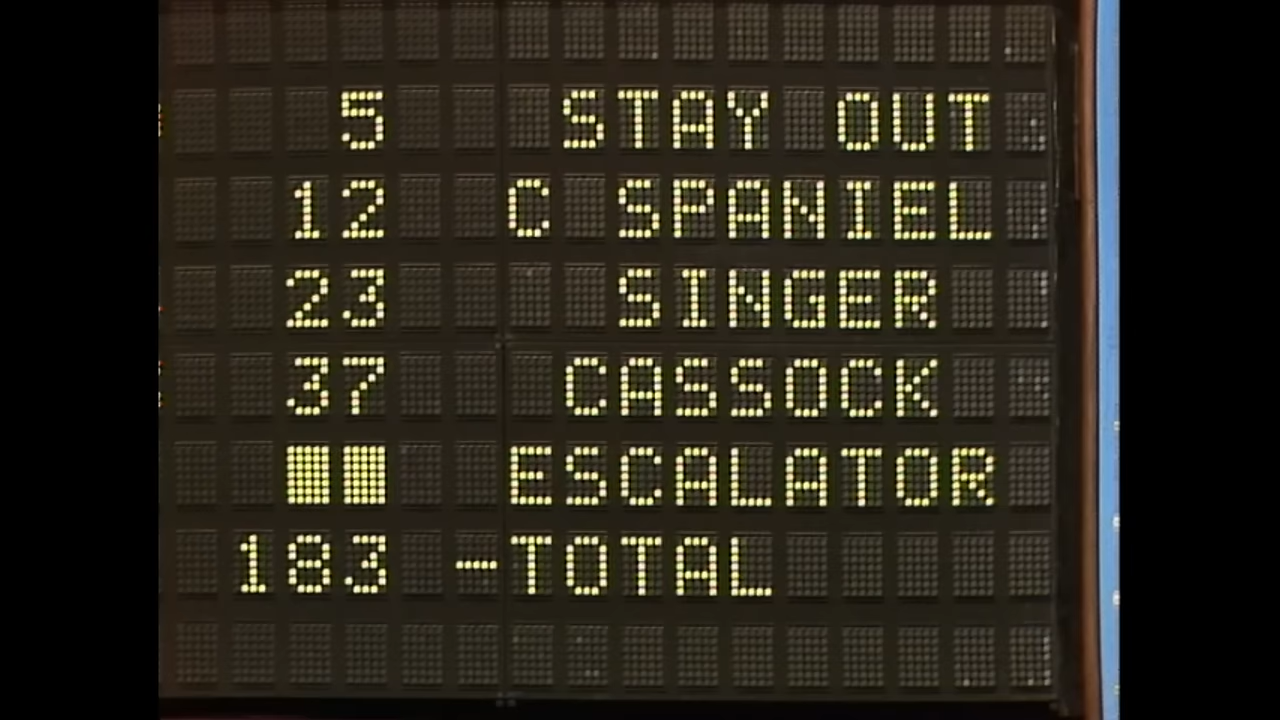 5 STAY OUT
12 C SPANIEL
23 SINGER
37 CASSOCK
ESCALATOR
183 -TOTAL